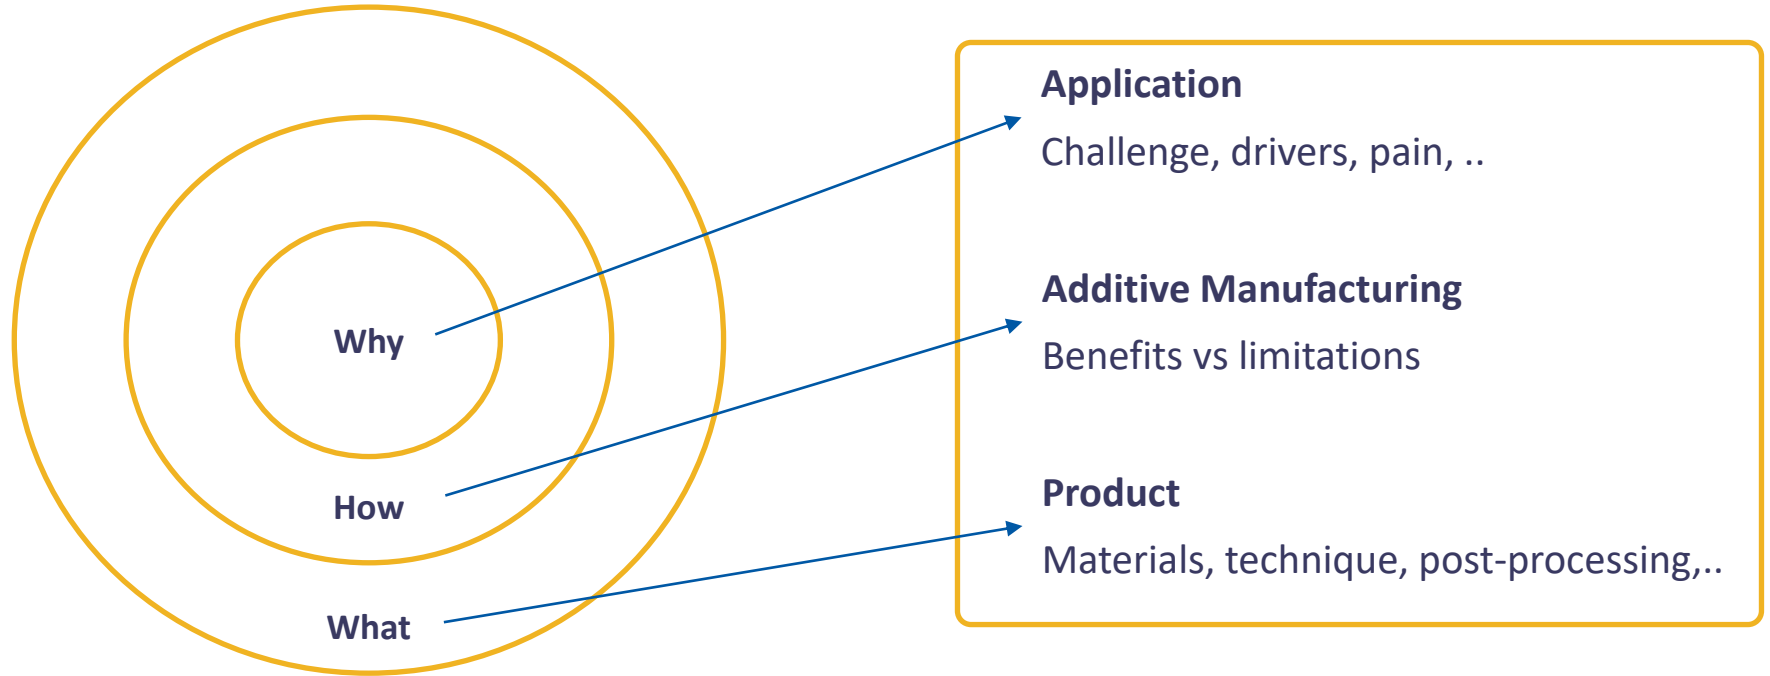 Why
How
What
Application
Challenge, drivers, pain, ..
Additive Manufacturing
Benefits vs limitations
Product
Materials, technique, post-processing,..